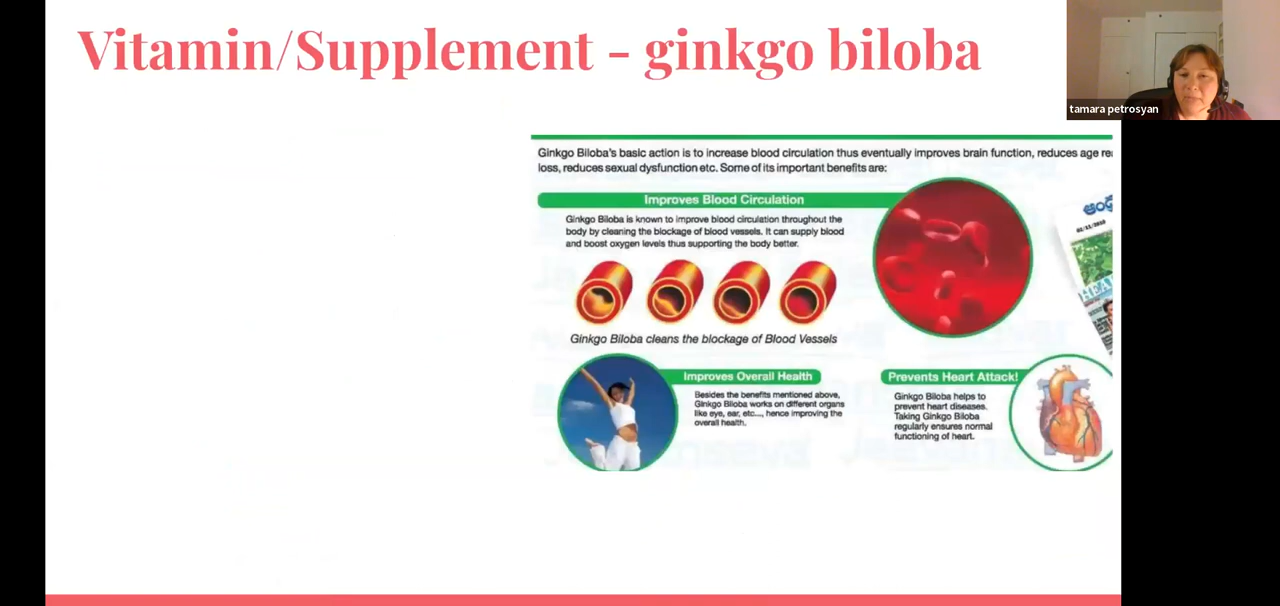 Vitamin/Supplement - ginkgo biloba
tamara petrosyan
Ginkgo Biloba's basic action is to increase blood circulation thus eventually improves brain function, reduces age
loss, reduces sexual dysfunction etc. Some of its important benefits are:
Improves Blood Circulation
Ginkgo Biloba is known to improve blood circulation throughout the
body by cleaning the blockage of blood vessels. It can supply blood
and boost oxygen levels thus supporting the body better.
Ginkgo Biloba cleans the blockage of Blood Vessels
Improves Overall Health
Besides the benefits mentioned above,
Ginkgo Biloba works on different organs
like eye, ear, etc..., hence improving the
overall health.
Prevents Heart Attack!
Ginkgo Biloba helps to
prevent heart diseases.
Taking Ginkgo Biloba
regularly ensures normal
functioning of heart.